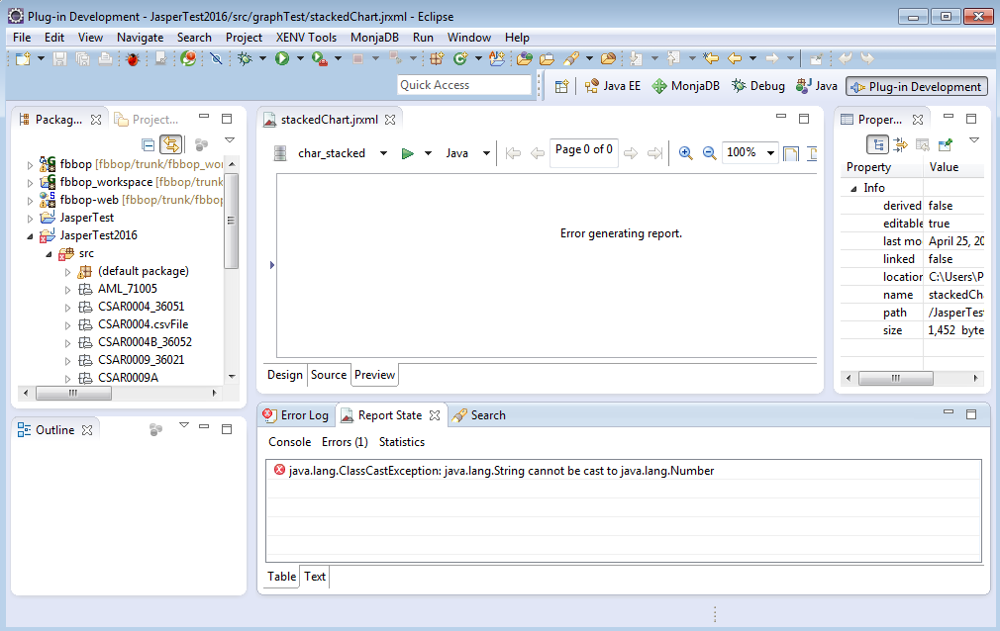 Plug-in Development - JasperTest2016/src/graphTest/stackedChart.jrxml - Eclipse
File Edit View Navigate Search Project XENV Tools MonjaDB Run Window Help
Quick Access
Java EE MonjaDB Debug Java Plug-in Development
Packag... Project...
fbbop [fbbop/trunk/fbbop_wo
fbbop_workspace [fbbop/trunk
fbbop-web [fbbop/trunk/fbbop
JasperTest
JasperTest2016
src
(default package)
AML_71005
CSAR0004_36051
CSAR0004.csvFile
CSAR0004B_36052
CSAR0009_36021
CSAR0009A
Outline
stackedChart.jrxml
char_stacked Java Page 0 of 0 100%
Error generating report.
Design Source Preview
Proper...
Property Value
Info
derived false
editable true
last mo April 25, 20
linked false
location C:\Users\P
name stackedCh
path /JasperTes
size 1,452 byte
Error Log Report State Search
Console Errors (1) Statistics
java.lang.ClassCastException: java.lang.String cannot be cast to java.lang.Number
Table Text